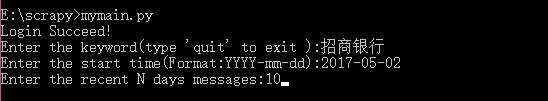 E:\scrapy>mymain.py
Login Succeed!
Enter the keyword(type 'quit' to exit ):招商银行
Enter the start time(Format:YYYY-mm-dd):2017-05-02
Enter the recent N days messages:10